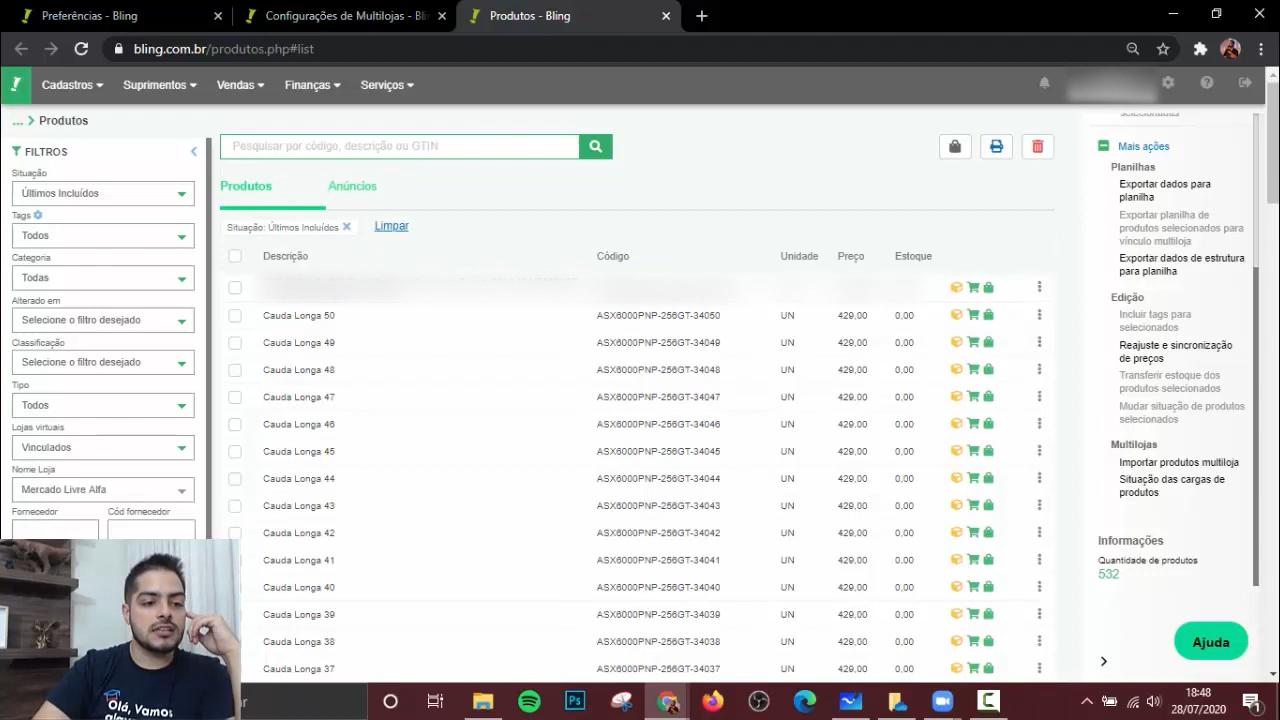 Preferências - Bling
Configurações de Multilojas - Bli
Produtos - Bling
bling.com.br/produtos.php#list
Cadastros
Suprimentos
Vendas
Finanças
Serviços
... > Produtos
FILTROS
Situação
Últimos Incluídos
Tags
Todos
Categoria
Todas
Alterado em
Selecione o filtro desejado
Classificação
Selecione o filtro desejado
Tipo
Todos
Lojas virtuais
Vinculados
Nome Loja
Mercado Livre Alfa
Fornecedor
Cód fornecedor
Pesquisar por código, descrição ou GTIN
Produtos
Anúncios
Situação: Últimos Incluídos
Limpar
Descrição Código Unidade Preço Estoque
Cauda Longa 50 ASX6000PNP-256GT-34050 UN 429,00 0,00
Cauda Longa 49 ASX6000PNP-256GT-34049 UN 429,00 0,00
Cauda Longa 48 ASX6000PNP-256GT-34048 UN 429,00 0,00
Cauda Longa 47 ASX6000PNP-256GT-34047 UN 429,00 0,00
Cauda Longa 46 ASX6000PNP-256GT-34046 UN 429,00 0,00
Cauda Longa 45 ASX6000PNP-256GT-34045 UN 429,00 0,00
Cauda Longa 44 ASX6000PNP-256GT-34044 UN 429,00 0,00
Cauda Longa 43 ASX6000PNP-256GT-34043 UN 429,00 0,00
Cauda Longa 42 ASX6000PNP-256GT-34042 UN 429,00 0,00
Cauda Longa 41 ASX6000PNP-256GT-34041 UN 429,00 0,00
Cauda Longa 40 ASX6000PNP-256GT-34040 UN 429,00 0,00
Cauda Longa 39 ASX6000PNP-256GT-34039 UN 429,00 0,00
Cauda Longa 38 ASX6000PNP-256GT-34038 UN 429,00 0,00
Cauda Longa 37 ASX6000PNP-256GT-34037 UN 429,00 0,00
Mais ações
Planilhas
Exportar dados para
planilha
Exportar planilha de
produtos selecionados para
vínculo multiloja
Exportar dados de estrutura
para planilha
Edição
Incluir tags para
selecionados
Reajuste e sincronização
de preços
Transferir estoque dos
produtos selecionados
Mudar situação de produtos
selecionados
Multilojas
Importar produtos multiloja
Situação das cargas de
produtos
Informações
Quantidade de produtos
532
Ajuda
Olá, Vamos
18:48
28/07/2020